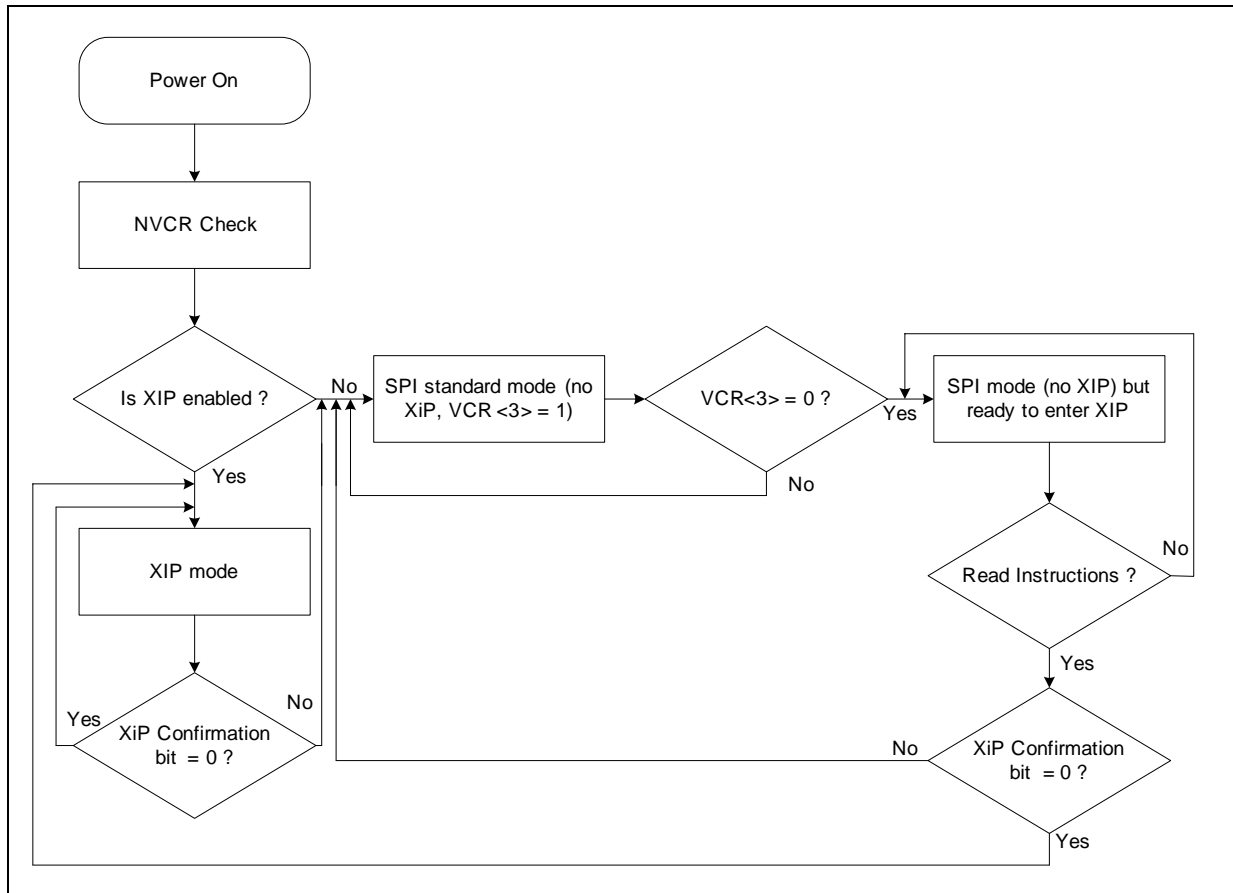 Power On
NVCR Check
Is XIP enabled ?
No
SPI standard mode (no
XiP, VCR <3> = 1)
VCR<3> = 0 ?
Yes
SPI mode (no XIP) but
ready to enter XIP
No
Yes
XIP mode
Read Instructions ?
No
Yes
Yes
XiP Confirmation
bit = 0 ?
No
No
XiP Confirmation
bit = 0 ?
Yes